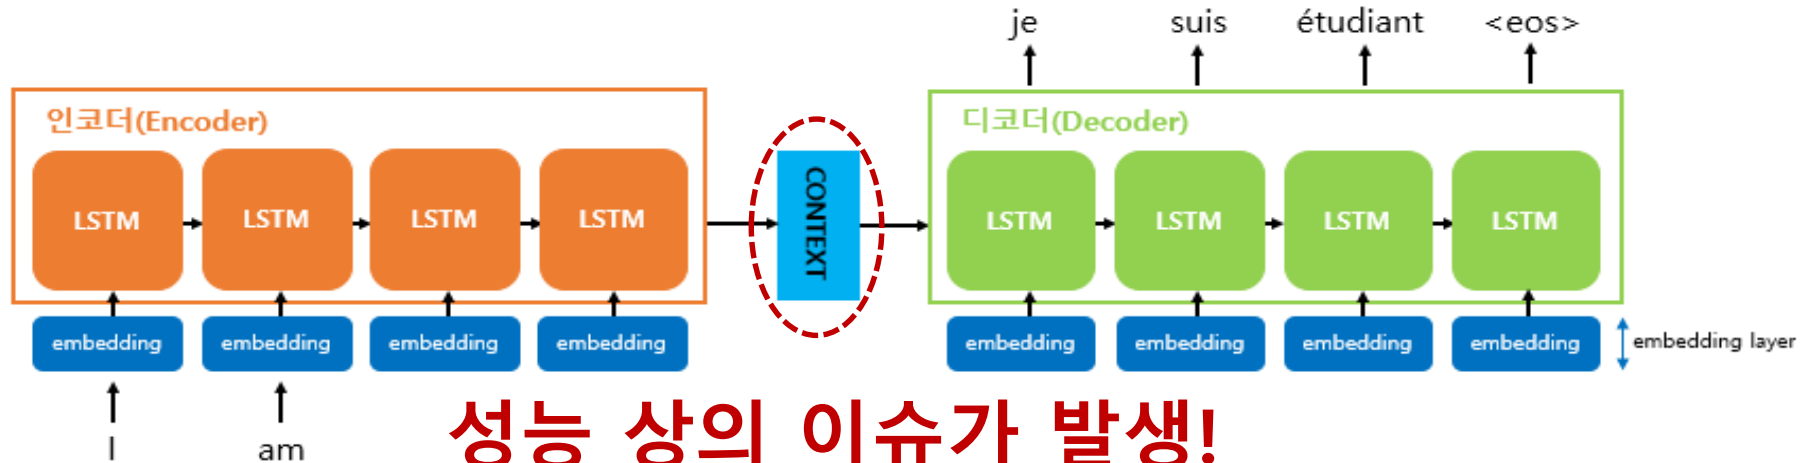 je suis étudiant <eos>
인코더(Encoder)
디코더(Decoder)
LSTM LSTM LSTM LSTM
CONTEXT
LSTM LSTM LSTM LSTM
embedding embedding embedding embedding
embedding embedding embedding embedding
embedding layer
I am
성능 상의 이슈가 발생!